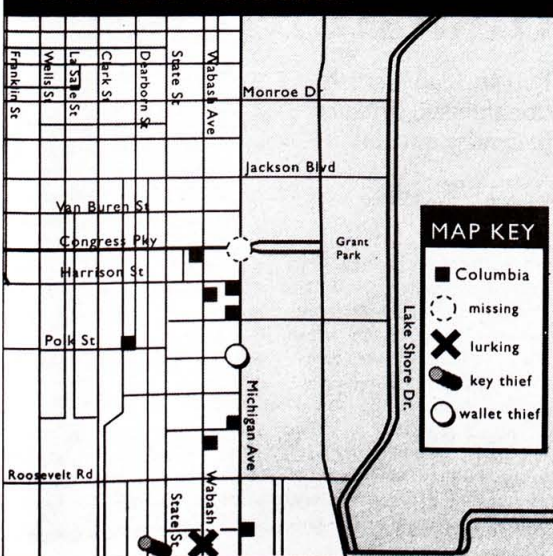 Franklin St
Wells St
La Salle St
Clark St
Dearborn St
State St
Wabash Ave
Monroe Dr
Jackson Blvd
Van Buren St
Congress Pky
Grant
Park
Harrison St
Polk St
Lake Shore Dr.
Michigan Ave
Roosevelt Rd
State St
Wabash
MAP KEY
Columbia
missing
lurking
key thief
wallet thief